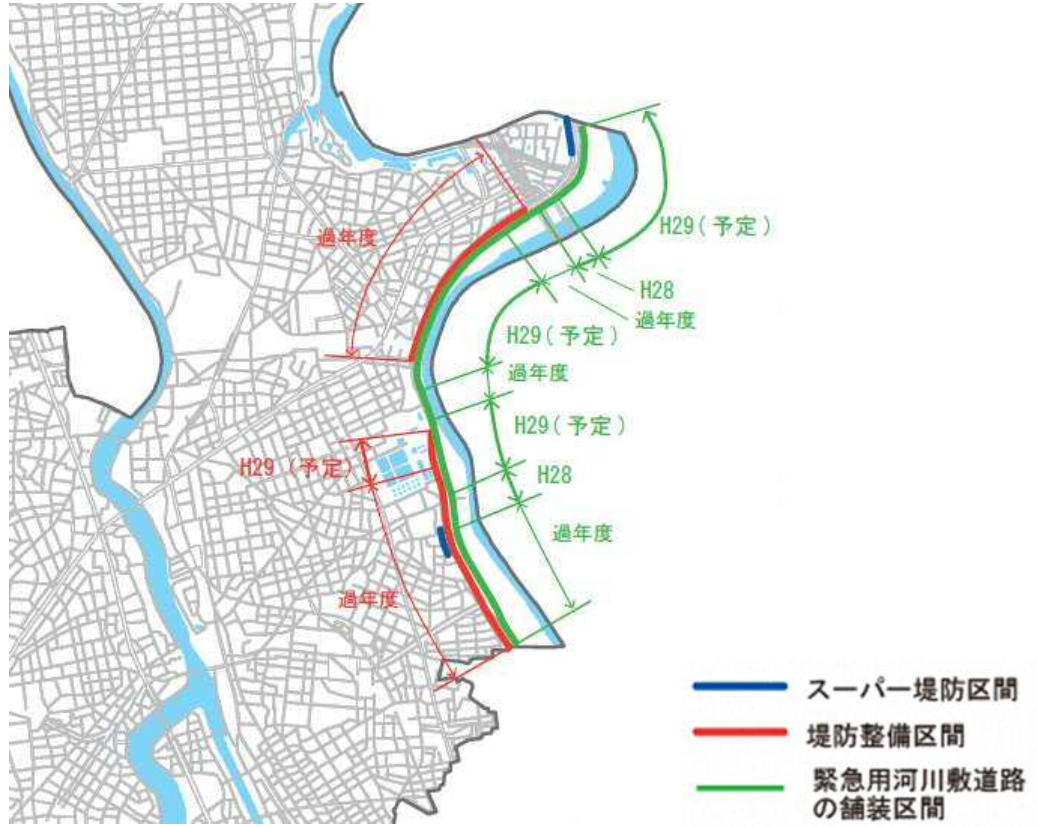 過年度
H29(予定)
H28
過年度
H29(予定)
過年度
H29(予定)
H29 (予定)
H28
過年度
過年度
スーパー堤防区間
堤防整備区間
緊急用河川敷道路
の舗装区間